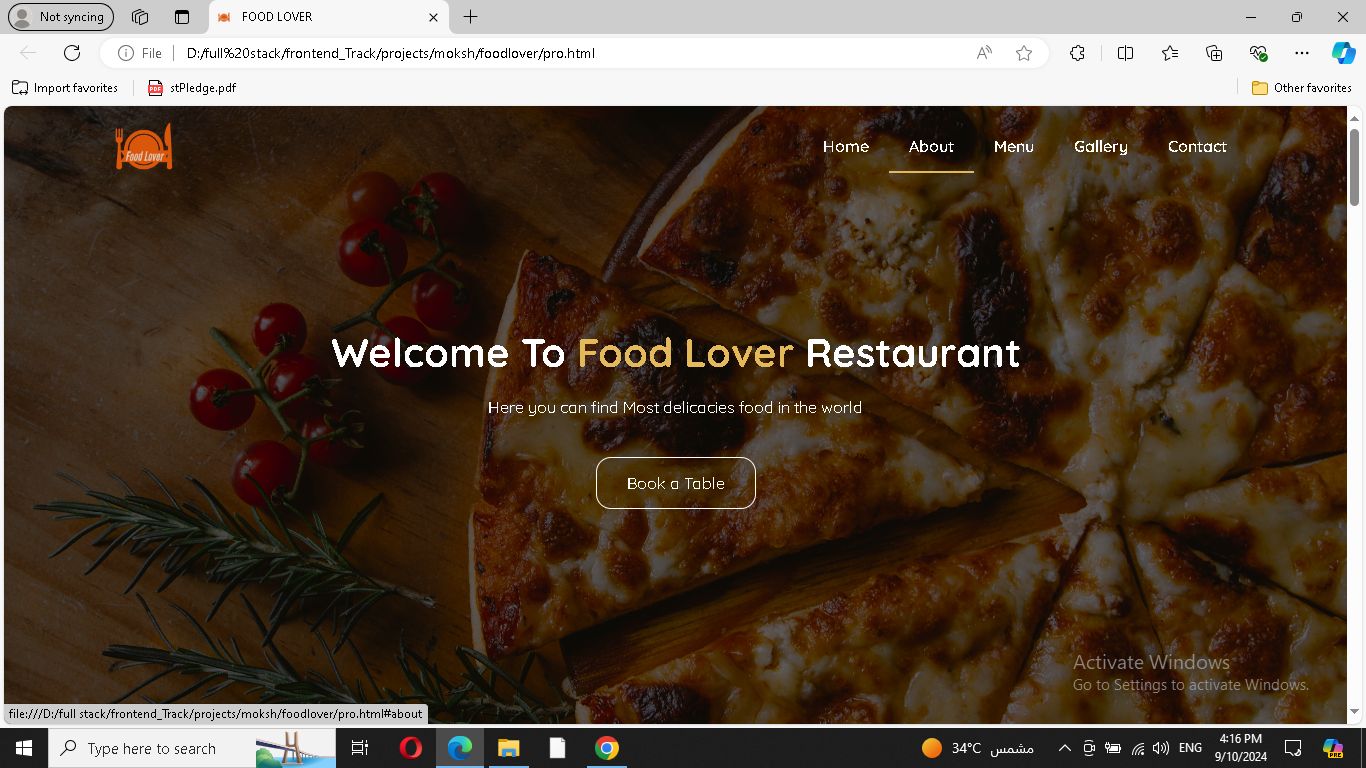 Not syncing
FOOD LOVER
File
D:/full%20stack/frontend_Track/projects/moksh/foodlover/pro.html
Import favorites
PDF
stPledge.pdf
Other favorites
Food Lover
Home
About
Menu
Gallery
Contact
Welcome To Food Lover Restaurant
Here you can find Most delicacies food in the world
Book a Table
Activate Windows
Go to Settings to activate Windows.
file:///D:/full stack/frontend_Track/projects/moksh/foodlover/pro.html#about
Type here to search
34°C مشمس
ENG
4:16 PM
9/10/2024
PRE